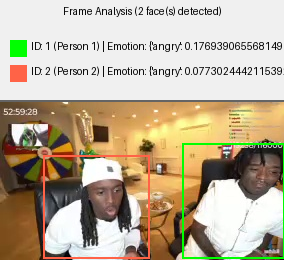 Frame Analysis (2 face(s) detected)
ID: 1 (Person 1) | Emotion: {'angry': 0.176939065568149
ID: 2 (Person 2) | Emotion: {'angry': 0.077302444211539
52:59:28